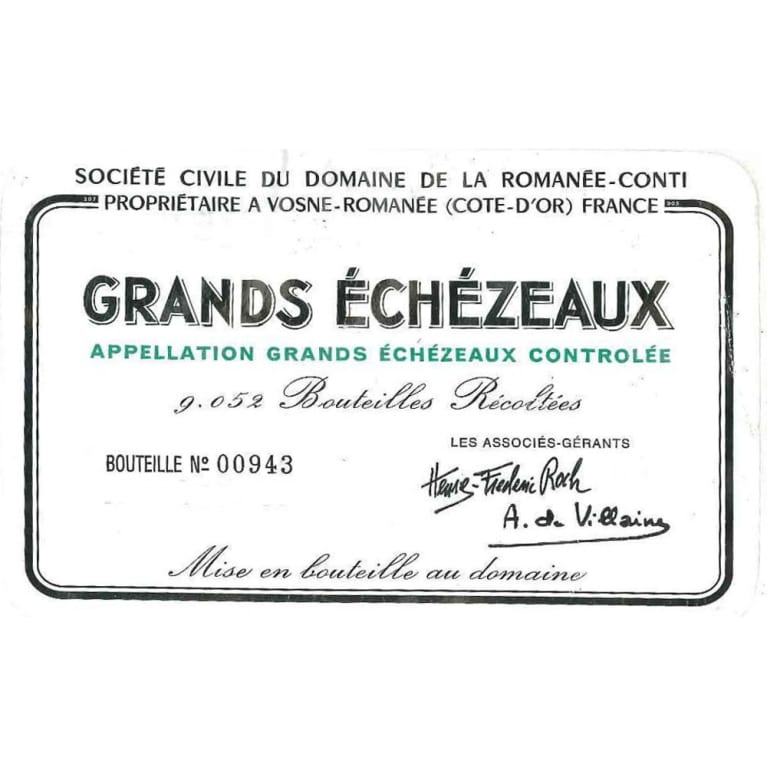 SOCIÉTÉ CIVILE DU DOMAINE DE LA ROMANÉE-CONTI
PROPRIÉTAIRE A VOSNE-ROMANÉE (COTE-D'OR) FRANCE
GRANDS ÉCHÉZEAUX
APPELLATION GRANDS ÉCHÉZEAUX CONTROLÉE
9.052 Bouteilles Récoltées
LES ASSOCIÉS-GÉRANTS
BOUTEILLE Nº 00943
Henry-Frédéric Roch
A. de Villaine
Mise en bouteille au domaine